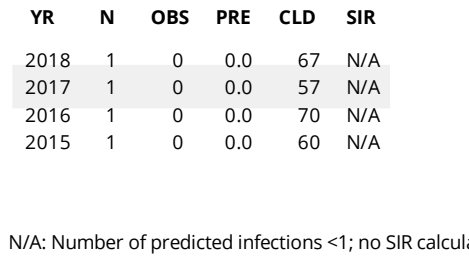 YR N OBS PRE CLD SIR
2018 1 0 0.0 67 N/A
2017 1 0 0.0 57 N/A
2016 1 0 0.0 70 N/A
2015 1 0 0.0 60 N/A
N/A: Number of predicted infections <1; no SIR calcula